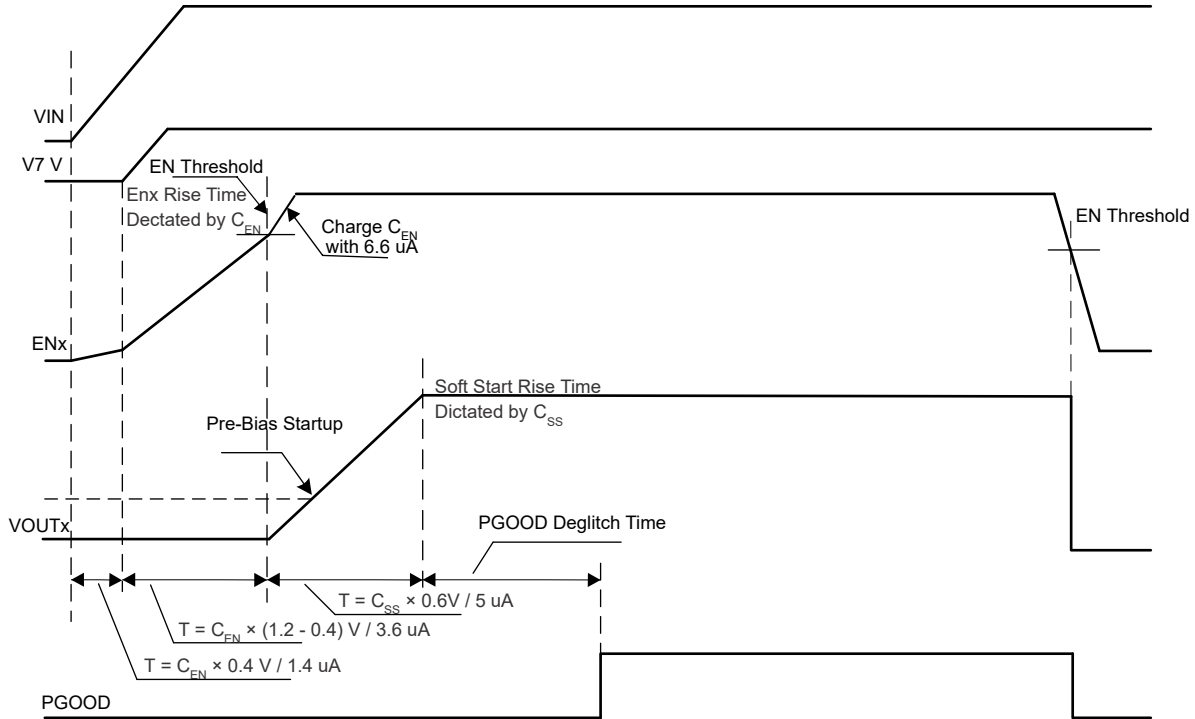 VIN
V7 V
EN Threshold
Enx Rise Time
Dectated by C_EN
Charge C_EN
with 6.6 uA
EN Threshold
ENx
Soft Start Rise Time
Dictated by C_SS
Pre-Bias Startup
VOUTx
PGOOD Deglitch Time
T = C_SS × 0.6V / 5 uA
T = C_EN × (1.2 - 0.4) V / 3.6 uA
T = C_EN × 0.4 V / 1.4 uA
PGOOD